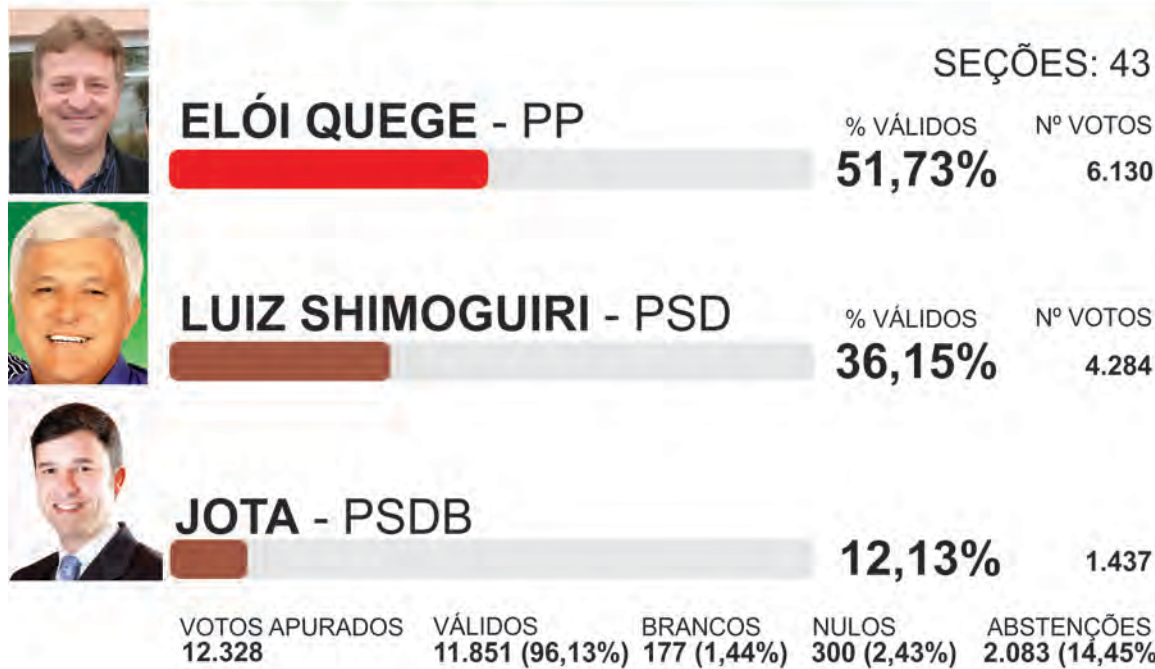 SEÇÕES: 43
ELÓI QUEGE - PP
% VÁLIDOS Nº VOTOS
51,73% 6.130
LUIZ SHIMOGUIRI - PSD
% VÁLIDOS Nº VOTOS
36,15% 4.284
JOTA - PSDB
12,13% 1.437
VOTOS APURADOS VÁLIDOS BRANCOS NULOS ABSTENÇÕES
12.328 11.851 (96,13%) 177 (1,44%) 300 (2,43%) 2.083 (14,45%